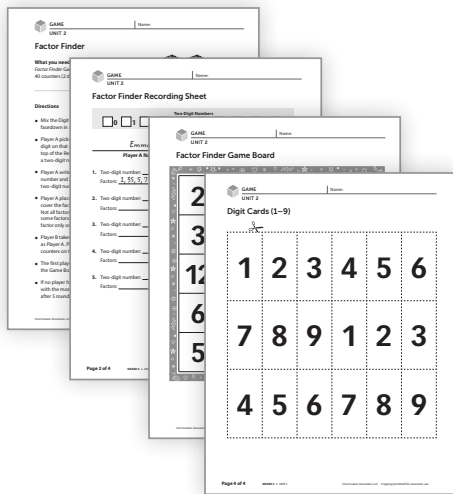 GAME
Name:
UNIT 2
Factor Finder
What you need
Factor Finder Ga
40 counters (2
Directions
Mix the Digit
facedown in
Player A pick
digit on that
top of the Re
a two-digit n
Player A write
number and
two-digit nu
Player A plac
cover the fac
Not all factor
some factors
factor only o
Player B take
as Player A. P
counters on
The first play
the Game Bo
If no player h
with the mos
after 5 round
GAME
Name:
UNIT 2
Factor Finder Recording Sheet
Two-Digit Numbers
0 1
Emm
Player A N
1. Two-digit number:
Factors: 1, 35, 5, 7
2. Two-digit number:
Factors:
3. Two-digit number:
Factors:
4. Two-digit number:
Factors:
5. Two-digit number:
Factors:
Page 2 of 4
GAME
Name:
UNIT 2
Factor Finder Game Board
2
3
12
6
5
GAME
Name:
UNIT 2
Digit Cards (1–9)
1 2 3 4 5 6
7 8 9 1 2 3
4 5 6 7 8 9
Page 4 of 4